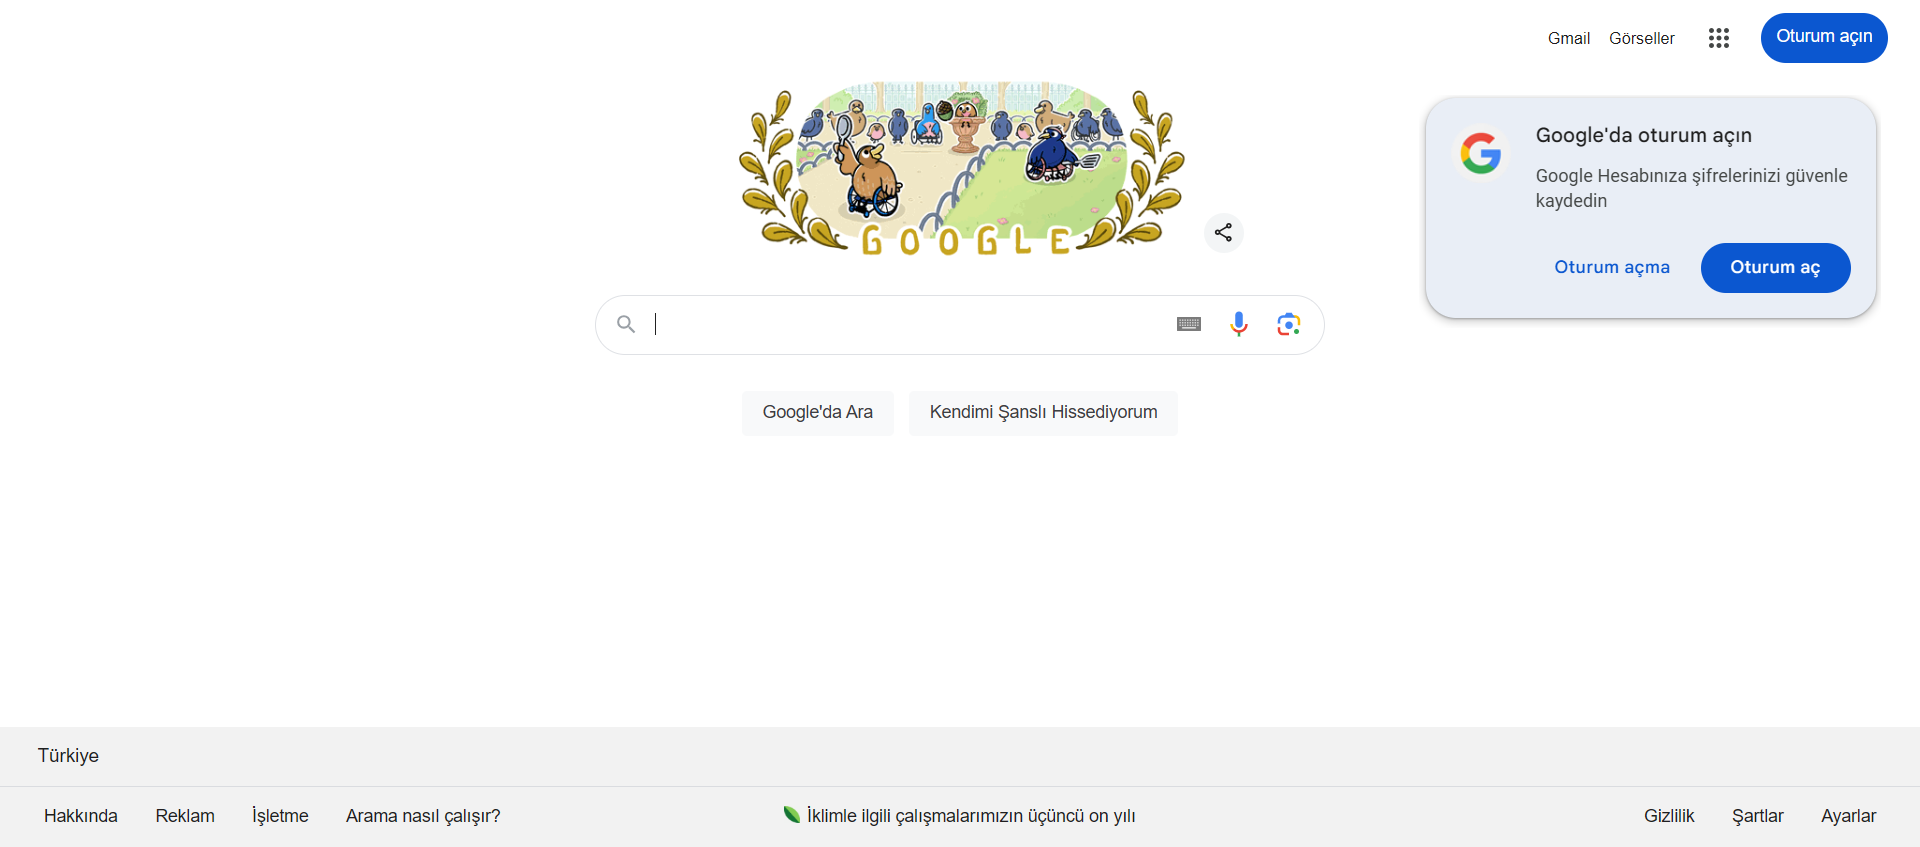 Gmail
Görseller
Oturum açın
GOOGLE
Google'da oturum açın
Google Hesabınıza şifrelerinizi güvenle
kaydedin
Oturum açma
Oturum aç
Google'da Ara
Kendimi Şanslı Hissediyorum
Türkiye
Hakkında
Reklam
İşletme
Arama nasıl çalışır?
İklimle ilgili çalışmalarımızın üçüncü on yılı
Gizlilik
Şartlar
Ayarlar